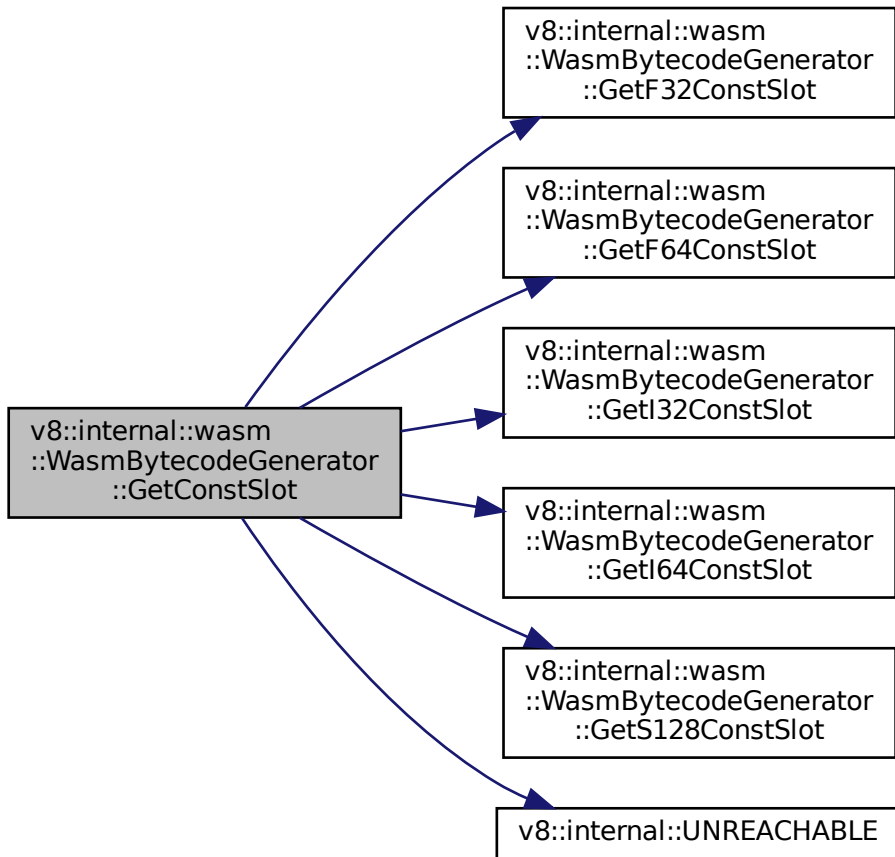 v8::internal::wasm
::WasmBytecodeGenerator
::GetConstSlot
v8::internal::wasm
::WasmBytecodeGenerator
::GetF32ConstSlot
v8::internal::wasm
::WasmBytecodeGenerator
::GetF64ConstSlot
v8::internal::wasm
::WasmBytecodeGenerator
::GetI32ConstSlot
v8::internal::wasm
::WasmBytecodeGenerator
::GetI64ConstSlot
v8::internal::wasm
::WasmBytecodeGenerator
::GetS128ConstSlot
v8::internal::UNREACHABLE